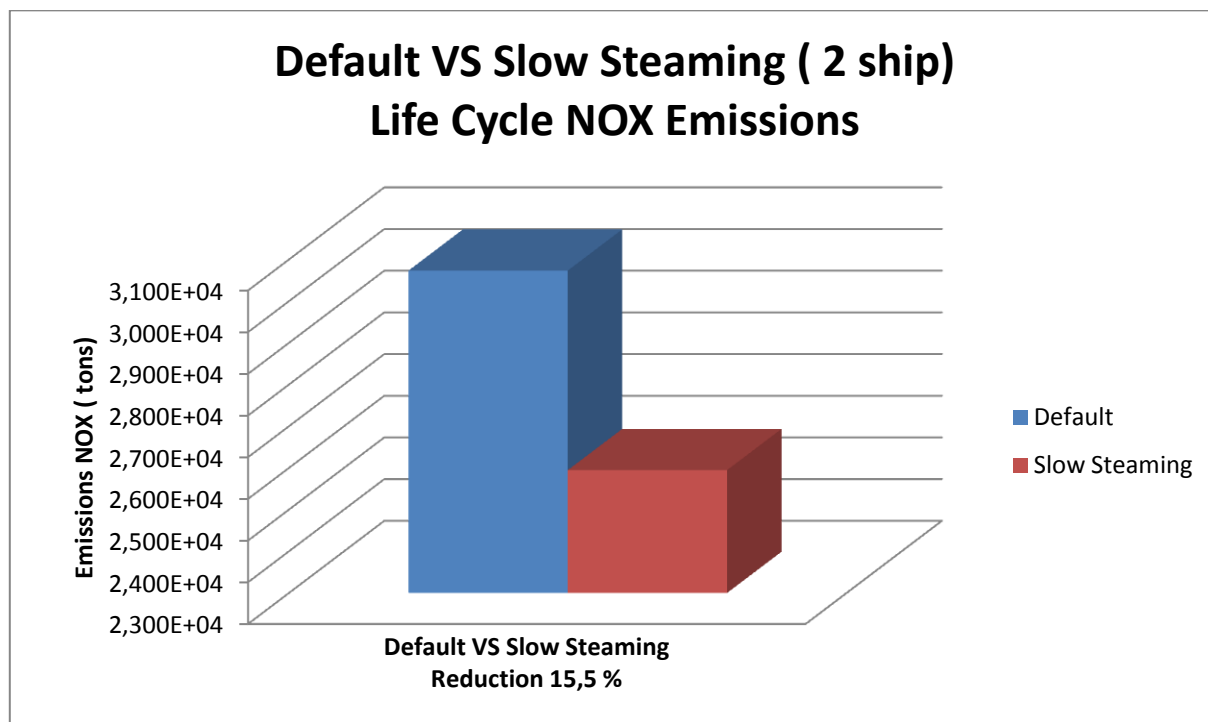 Default VS Slow Steaming ( 2 ship)
Life Cycle NOX Emissions
Emissions NOX ( tons)
3,100E+04
3,000E+04
2,900E+04
2,800E+04
2,700E+04
2,600E+04
2,500E+04
2,400E+04
2,300E+04
Default VS Slow Steaming
Reduction 15,5 %
Default
Slow Steaming